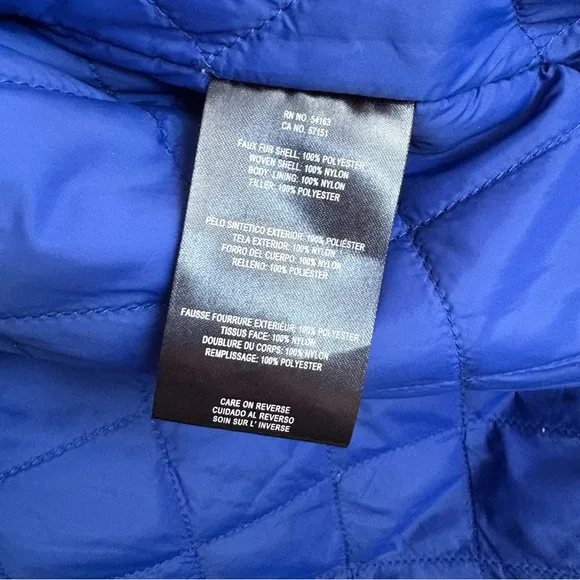 RN NO. 54163
CA NO. 57151
FAUX FUR SHELL: 100% POLYESTER
WOVEN SHELL: 100% NYLON
BODY LINING: 100% NYLON
FILLER: 100% POLYESTER
PELO SINTETICO EXTERIOR: 100% POLIÉSTER
TELA EXTERIOR: 100% NYLON
FORRO DEL CUERPO: 100% NYLON
RELLENO: 100% POLIÉSTER
FAUSSE FOURRURE EXTERIEUR: 100% POLYESTER
TISSUS FACE: 100% NYLON
DOUBLURE DU CORPS: 100% NYLON
REMPLISSAGE: 100% POLYESTER
CARE ON REVERSE
CUIDADO AL REVERSO
SOIN SUR L' INVERSE